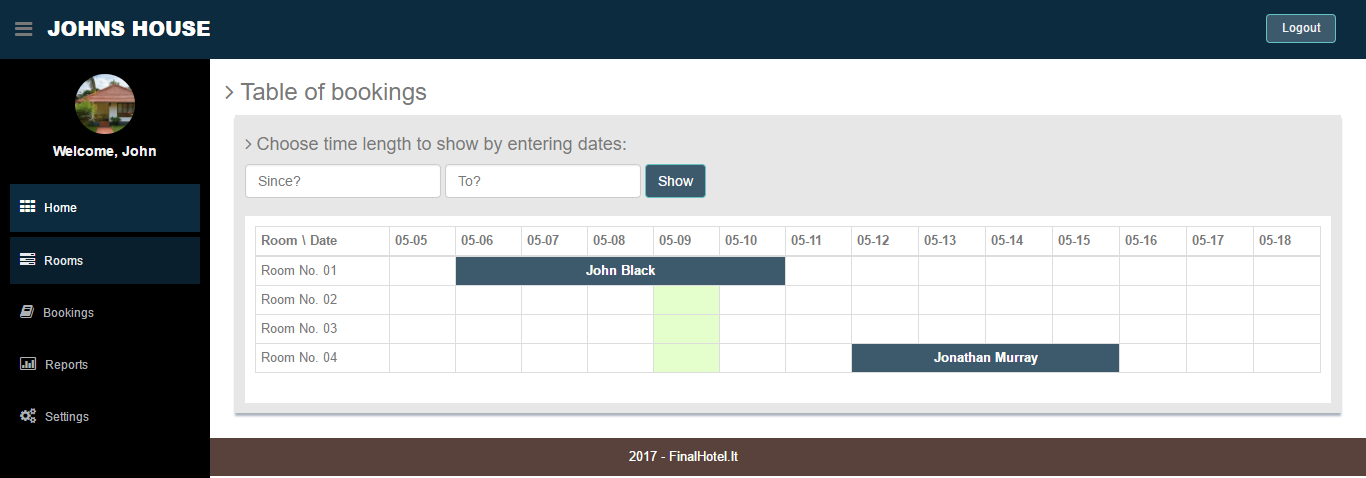 JOHNS HOUSE
Logout
Welcome, John
Home
Rooms
Bookings
Reports
Settings
Table of bookings
Choose time length to show by entering dates:
Since? To? Show
Room \ Date 05-05 05-06 05-07 05-08 05-09 05-10 05-11 05-12 05-13 05-14 05-15 05-16 05-17 05-18
Room No. 01 John Black
Room No. 02
Room No. 03
Room No. 04 Jonathan Murray
2017 - FinalHotel.lt